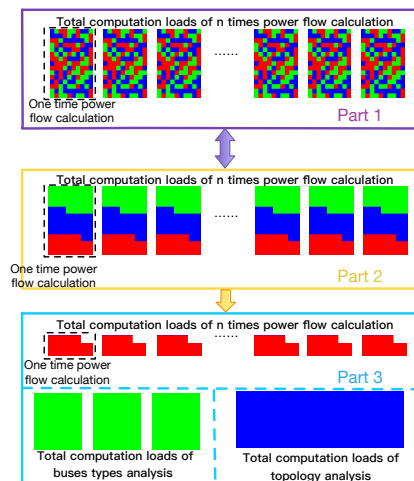 Total computation loads of n times power flow calculation
......
One time power
flow calculation
Part 1
Total computation loads of n times power flow calculation
......
One time power
flow calculation
Part 2
Total computation loads of n times power flow calculation
......
One time power
flow calculation
Part 3
Total computation loads of
buses types analysis
Total computation loads of
topology analysis